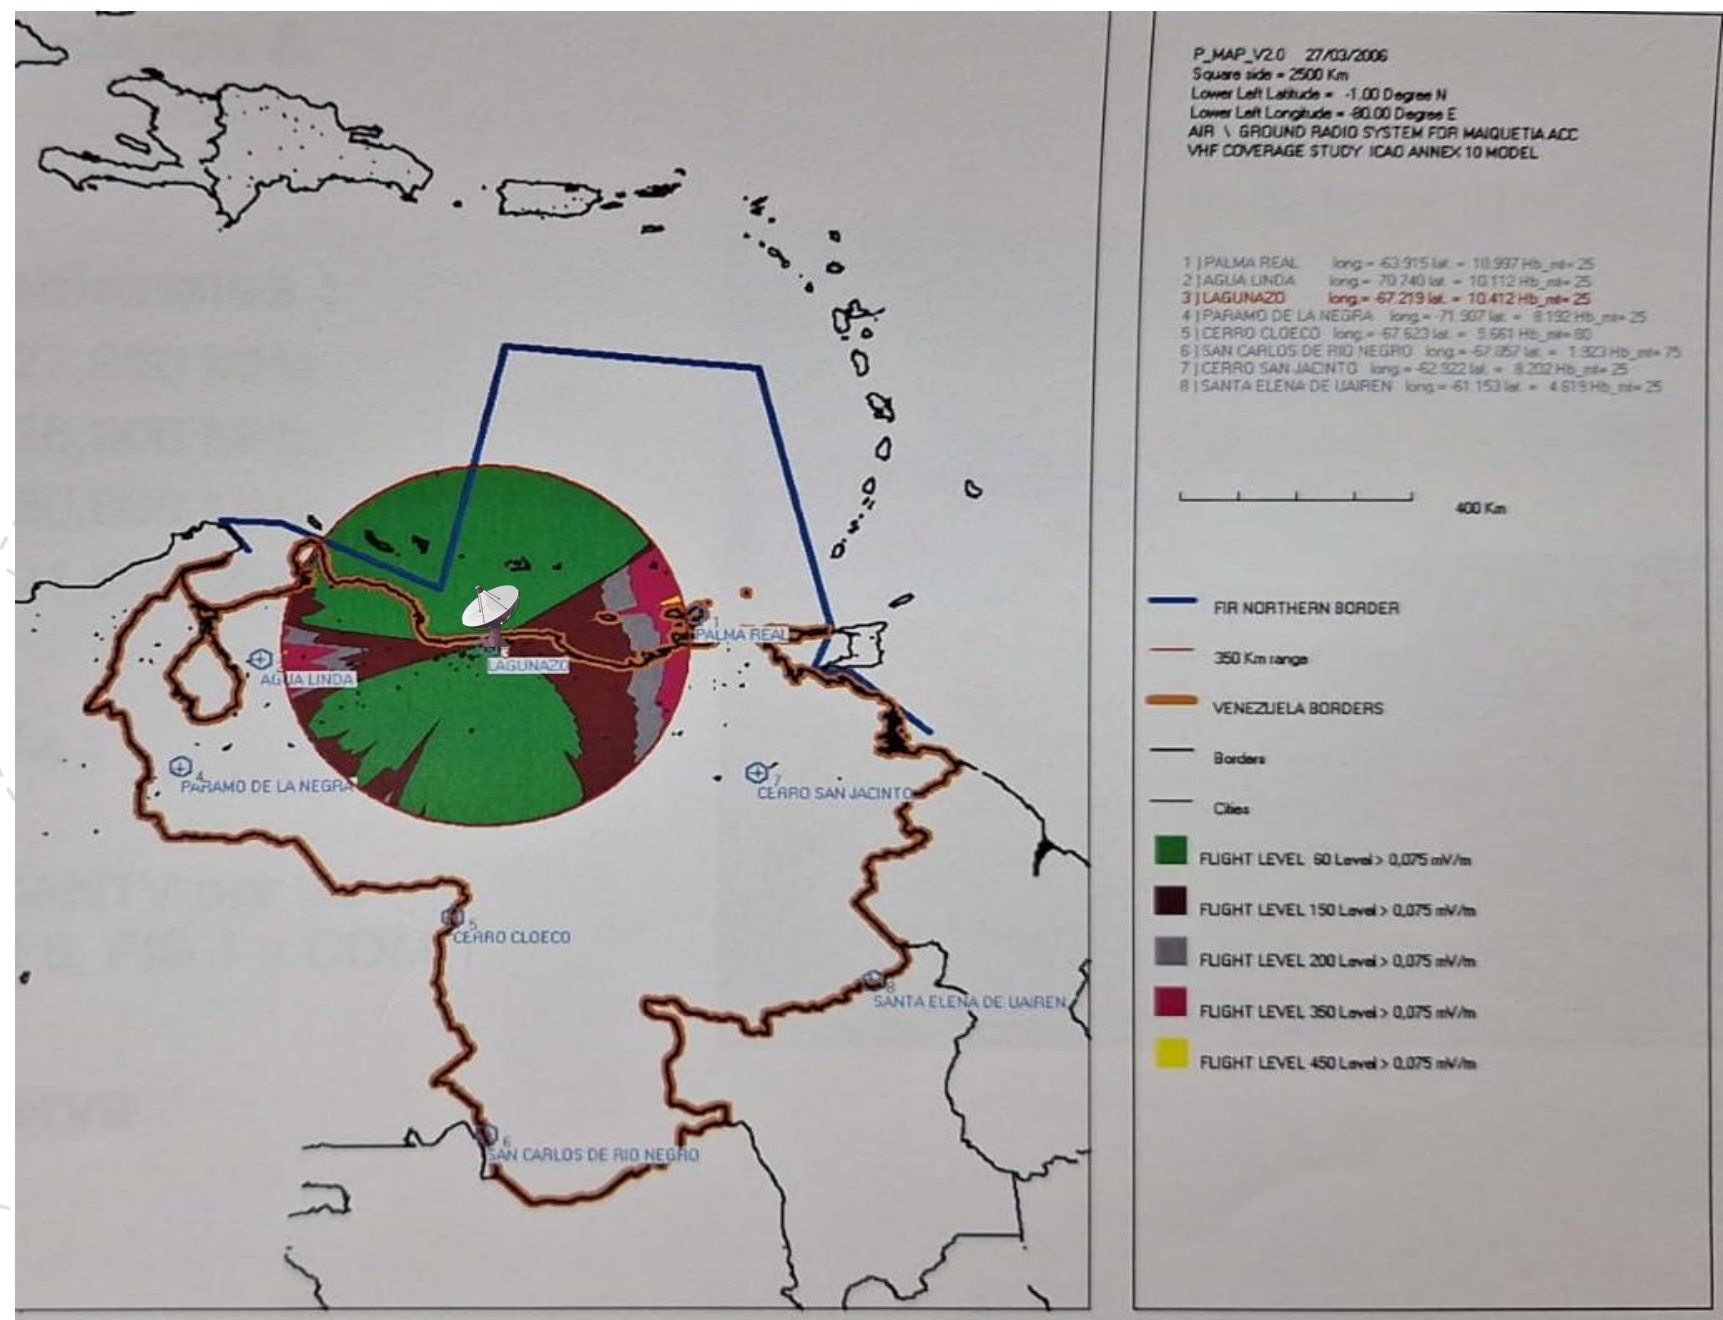 P_MAP_V2.0 27/03/2006
Square side = 2500 Km
Lower Left Latitude = -1.00 Degree N
Lower Left Longitude = -80.00 Degree E
AIR \ GROUND RADIO SYSTEM FOR MAIQUETIA ACC
VHF COVERAGE STUDY ICAO ANNEX 10 MODEL
1 ] PALMA REAL long.= -63.915 lat. = 10.997 Hb_mt= 25
2 ] AGUA LINDA long.= 70.740 lat. = 10.112 Hb_mt= 25
3 ] LAGUNAZO long.= -67.219 lat. = 10.412 Hb_mt= 25
4 ] PARAMO DE LA NEGRA long.= -71.907 lat. = 8.192 Hb_mt= 25
5 ] CERRO CLOECO long.= -67.623 lat. = 5.661 Hb_mt= 60
6 ] SAN CARLOS DE RIO NEGRO long.= -67.057 lat. = 1.923 Hb_mt= 75
7 ] CERRO SAN JACINTO long.= -62.922 lat. = 8.202 Hb_mt= 25
8 ] SANTA ELENA DE UAIREN long.= -61.153 lat. = 4.619 Hb_mt= 25
400 Km
FIR NORTHERN BORDER
350 Km range
VENEZUELA BORDERS
Borders
Cities
FLIGHT LEVEL 60 Level > 0,075 mV/m
FLIGHT LEVEL 150 Level > 0,075 mV/m
FLIGHT LEVEL 200 Level > 0,075 mV/m
FLIGHT LEVEL 350 Level > 0,075 mV/m
FLIGHT LEVEL 450 Level > 0,075 mV/m
1
PALMA REAL
LAGUNAZO
AGUA LINDA
4
PARAMO DE LA NEGRA
7
CERRO SAN JACINTO
5
CERRO CLOECO
8
SANTA ELENA DE UAIREN
6
SAN CARLOS DE RIO NEGRO